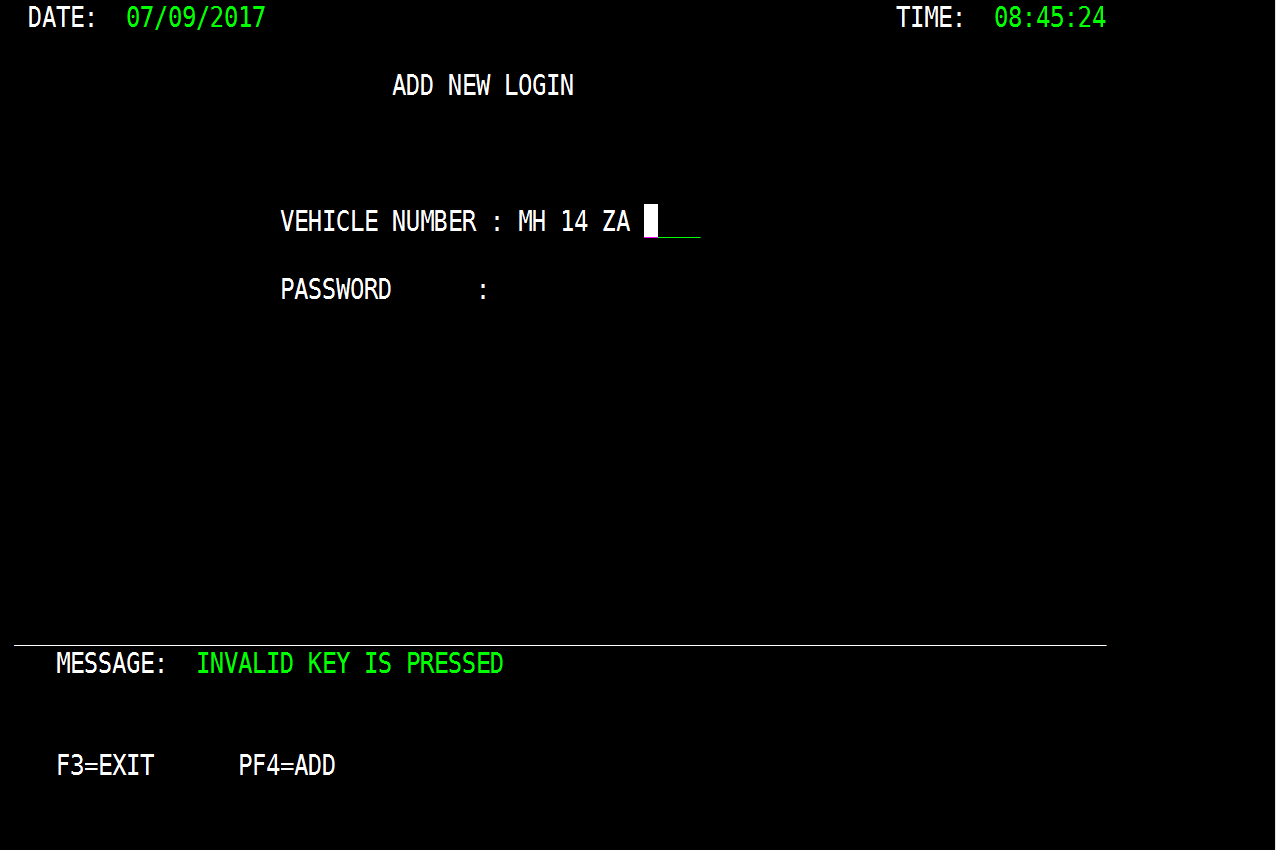 DATE: 07/09/2017 TIME: 08:45:24
ADD NEW LOGIN
VEHICLE NUMBER : MH 14 ZA ____
PASSWORD :
MESSAGE: INVALID KEY IS PRESSED
F3=EXIT PF4=ADD